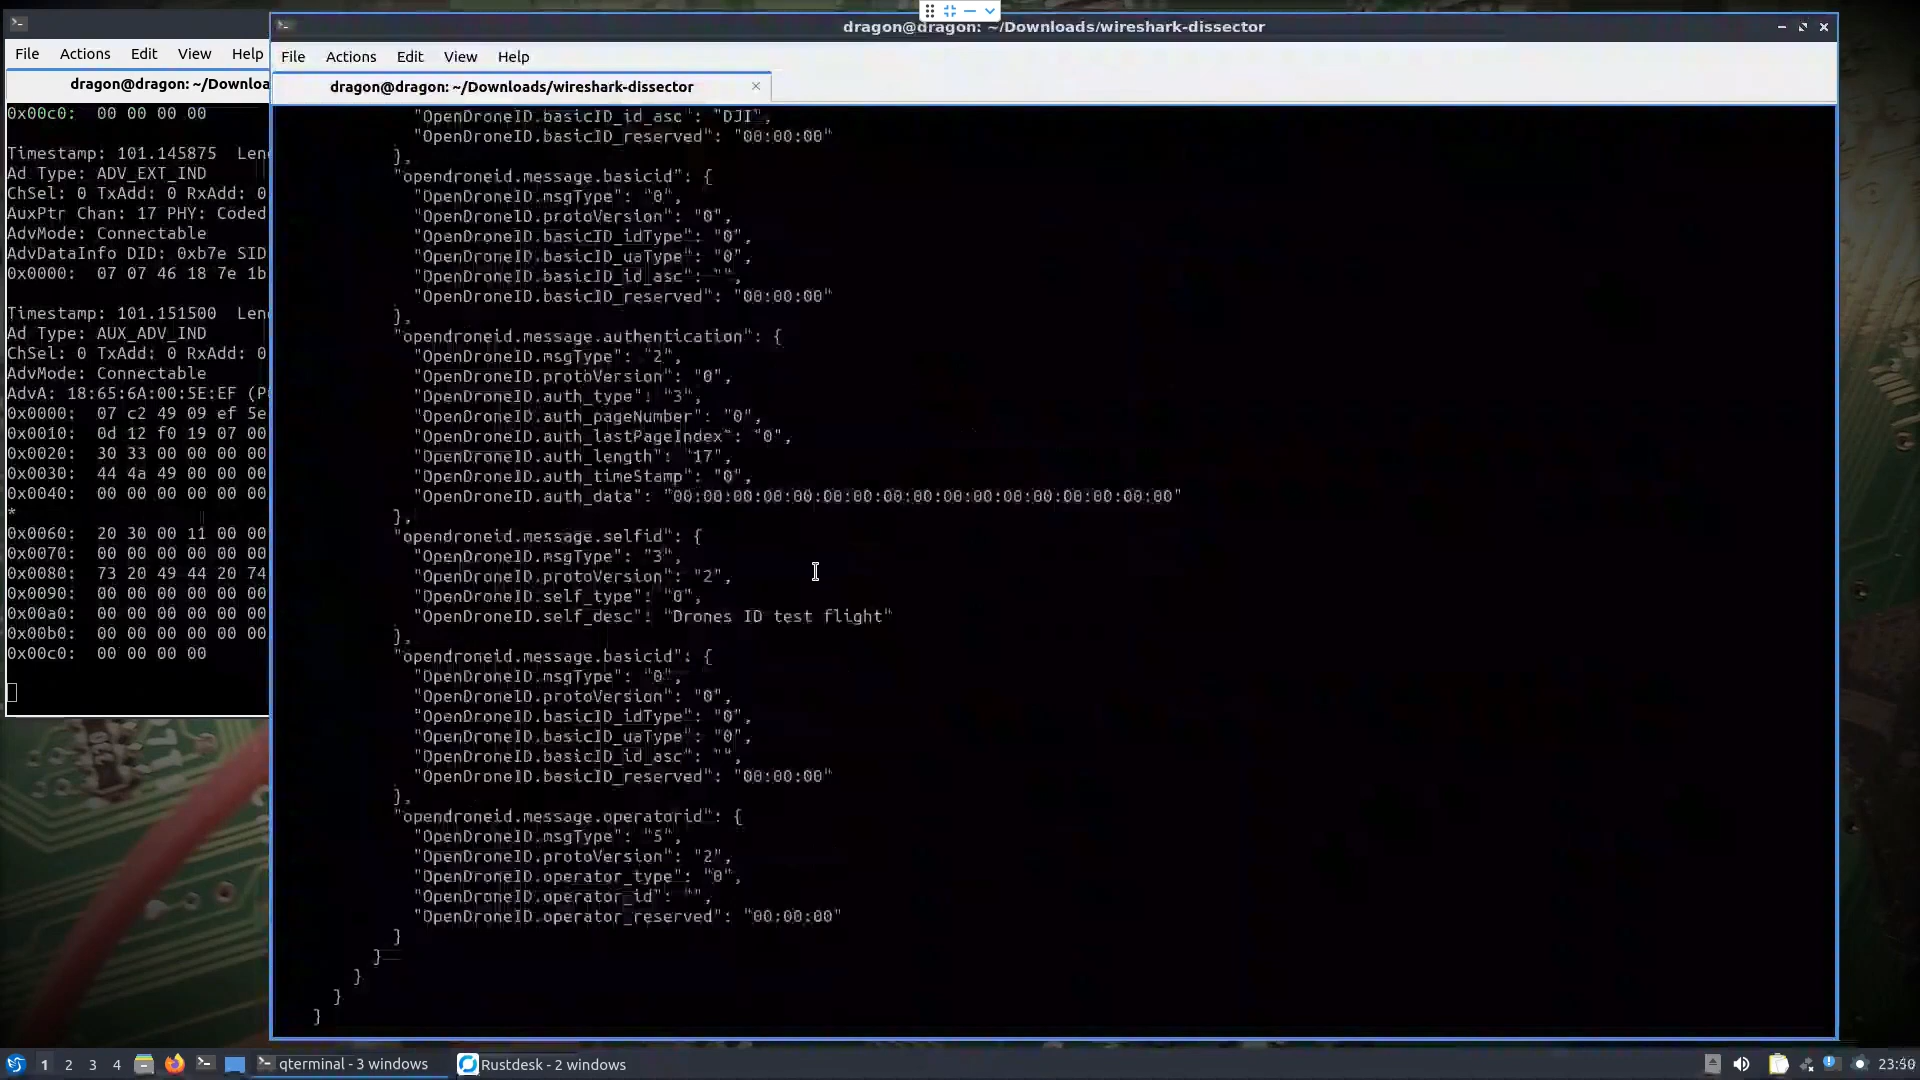 dragon@dragon: ~/Downloads/wireshark-dissector
File Actions Edit View Help
dragon@dragon: ~/Downloa
0x00c0:  00 00 00 00
Timestamp: 101.145875  Len
Ad Type: ADV_EXT_IND
ChSel: 0 TxAdd: 0 RxAdd: 0
AuxPtr Chan: 17 PHY: Coded
AdvMode: Connectable
AdvDataInfo DID: 0xb7e SID
0x0000:  07 07 46 18 7e 1b
Timestamp: 101.151500  Len
Ad Type: AUX_ADV_IND
ChSel: 0 TxAdd: 0 RxAdd: 0
AdvMode: Connectable
AdvA: 18:65:6A:00:5E:EF (P
0x0000:  07 c2 49 09 ef 5e
0x0010:  0d 12 f0 19 07 00
0x0020:  30 33 00 00 00 00
0x0030:  44 4a 49 00 00 00
0x0040:  00 00 00 00 00 00
*
0x0060:  20 30 00 11 00 00
0x0070:  00 00 00 00 00 00
0x0080:  73 20 49 44 20 74
0x0090:  00 00 00 00 00 00
0x00a0:  00 00 00 00 00 00
0x00b0:  00 00 00 00 00 00
0x00c0:  00 00 00 00
File Actions Edit View Help
dragon@dragon: ~/Downloads/wireshark-dissector
"OpenDroneID.basicID_id_asc": "DJI",
"OpenDroneID.basicID_reserved": "00:00:00"
},
"opendroneid.message.basicid": {
"OpenDroneID.msgType": "0",
"OpenDroneID.protoVersion": "0",
"OpenDroneID.basicID_idType": "0",
"OpenDroneID.basicID_uaType": "0",
"OpenDroneID.basicID_id_asc": "",
"OpenDroneID.basicID_reserved": "00:00:00"
},
"opendroneid.message.authentication": {
"OpenDroneID.msgType": "2",
"OpenDroneID.protoVersion": "0",
"OpenDroneID.auth_type": "3",
"OpenDroneID.auth_pageNumber": "0",
"OpenDroneID.auth_lastPageIndex": "0",
"OpenDroneID.auth_length": "17",
"OpenDroneID.auth_timeStamp": "0",
"OpenDroneID.auth_data": "00:00:00:00:00:00:00:00:00:00:00:00:00:00:00:00:00"
},
"opendroneid.message.selfid": {
"OpenDroneID.msgType": "3",
"OpenDroneID.protoVersion": "2",
"OpenDroneID.self_type": "0",
"OpenDroneID.self_desc": "Drones ID test flight"
},
"opendroneid.message.basicid": {
"OpenDroneID.msgType": "0",
"OpenDroneID.protoVersion": "0",
"OpenDroneID.basicID_idType": "0",
"OpenDroneID.basicID_uaType": "0",
"OpenDroneID.basicID_id_asc": "",
"OpenDroneID.basicID_reserved": "00:00:00"
},
"opendroneid.message.operatorid": {
"OpenDroneID.msgType": "5",
"OpenDroneID.protoVersion": "2",
"OpenDroneID.operator_type": "0",
"OpenDroneID.operator_id": "",
"OpenDroneID.operator_reserved": "00:00:00"
}
}
}
}
}
1 2 3 4 qterminal - 3 windows Rustdesk - 2 windows 23:50